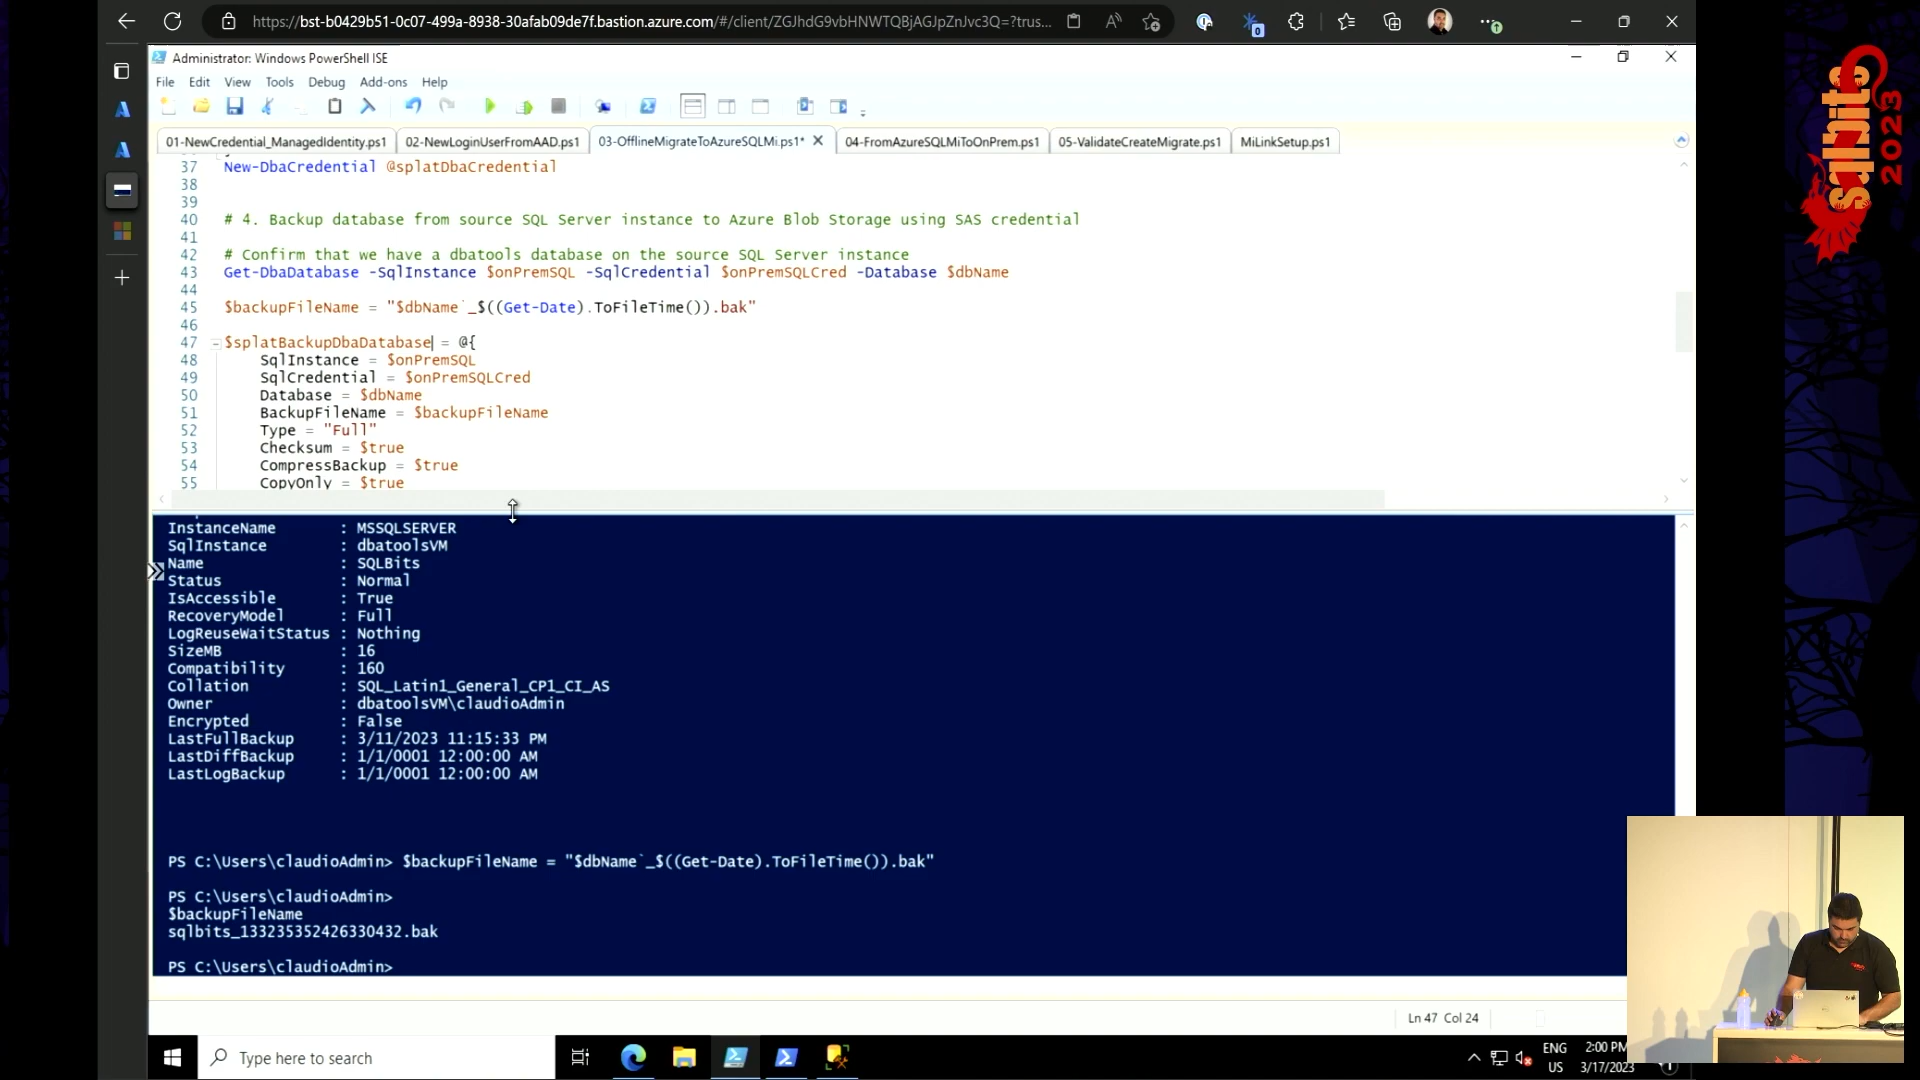 https://bst-b0429b51-0c07-499a-8938-30afab09de7f.bastion.azure.com/#/client/ZGJhdG9vbHNWTQBjAGJpZnJvc3Q=?trus...
0
Administrator: Windows PowerShell ISE
File Edit View Tools Add-ons Help
01-NewCredential_ManagedIdentity.ps1 02-NewLoginUserFromAAD.ps1 03-OfflineMigrateToAzureSQLMi.ps1* 04-FromAzureSQLMiToOnPrem.ps1 05-ValidateCreateMigrate.ps1 MiLinkSetup.ps1
37 New-DbaCredential @splatDbaCredential
38
39
40 # 4. Backup database from source SQL Server instance to Azure Blob Storage using SAS credential
41
42 # Confirm that we have a dbatools database on the source SQL Server instance
43 Get-DbaDatabase -SqlInstance $onPremSQL -SqlCredential $onPremSQLCred -Database $dbName
44
45 $backupFileName = "$dbName`_$((Get-Date).ToFileTime()).bak"
46
47 $splatBackupDbaDatabase = @{
48 SqlInstance = $onPremSQL
49 SqlCredential = $onPremSQLCred
50 Database = $dbName
51 BackupFileName = $backupFileName
52 Type = "Full"
53 Checksum = $true
54 CompressBackup = $true
55 CopyOnly = $true
InstanceName : MSSQLSERVER
SqlInstance : dbatoolsVM
Name : SQLBits
Status : Normal
IsAccessible : True
RecoveryModel : Full
LogReuseWaitStatus : Nothing
SizeMB : 16
Compatibility : 160
Collation : SQL_Latin1_General_CP1_CI_AS
Owner : dbatoolsVM\claudioAdmin
Encrypted : False
LastFullBackup : 3/11/2023 11:15:33 PM
LastDiffBackup : 1/1/0001 12:00:00 AM
LastLogBackup : 1/1/0001 12:00:00 AM
PS C:\Users\claudioAdmin> $backupFileName = "$dbName`_$((Get-Date).ToFileTime()).bak"
PS C:\Users\claudioAdmin>
$backupFileName
sqlbits_133235352426330432.bak
PS C:\Users\claudioAdmin>
Ln 47 Col 24
Type here to search
ENG
US
2:00 PM
3/17/2023
sqlbits
2023